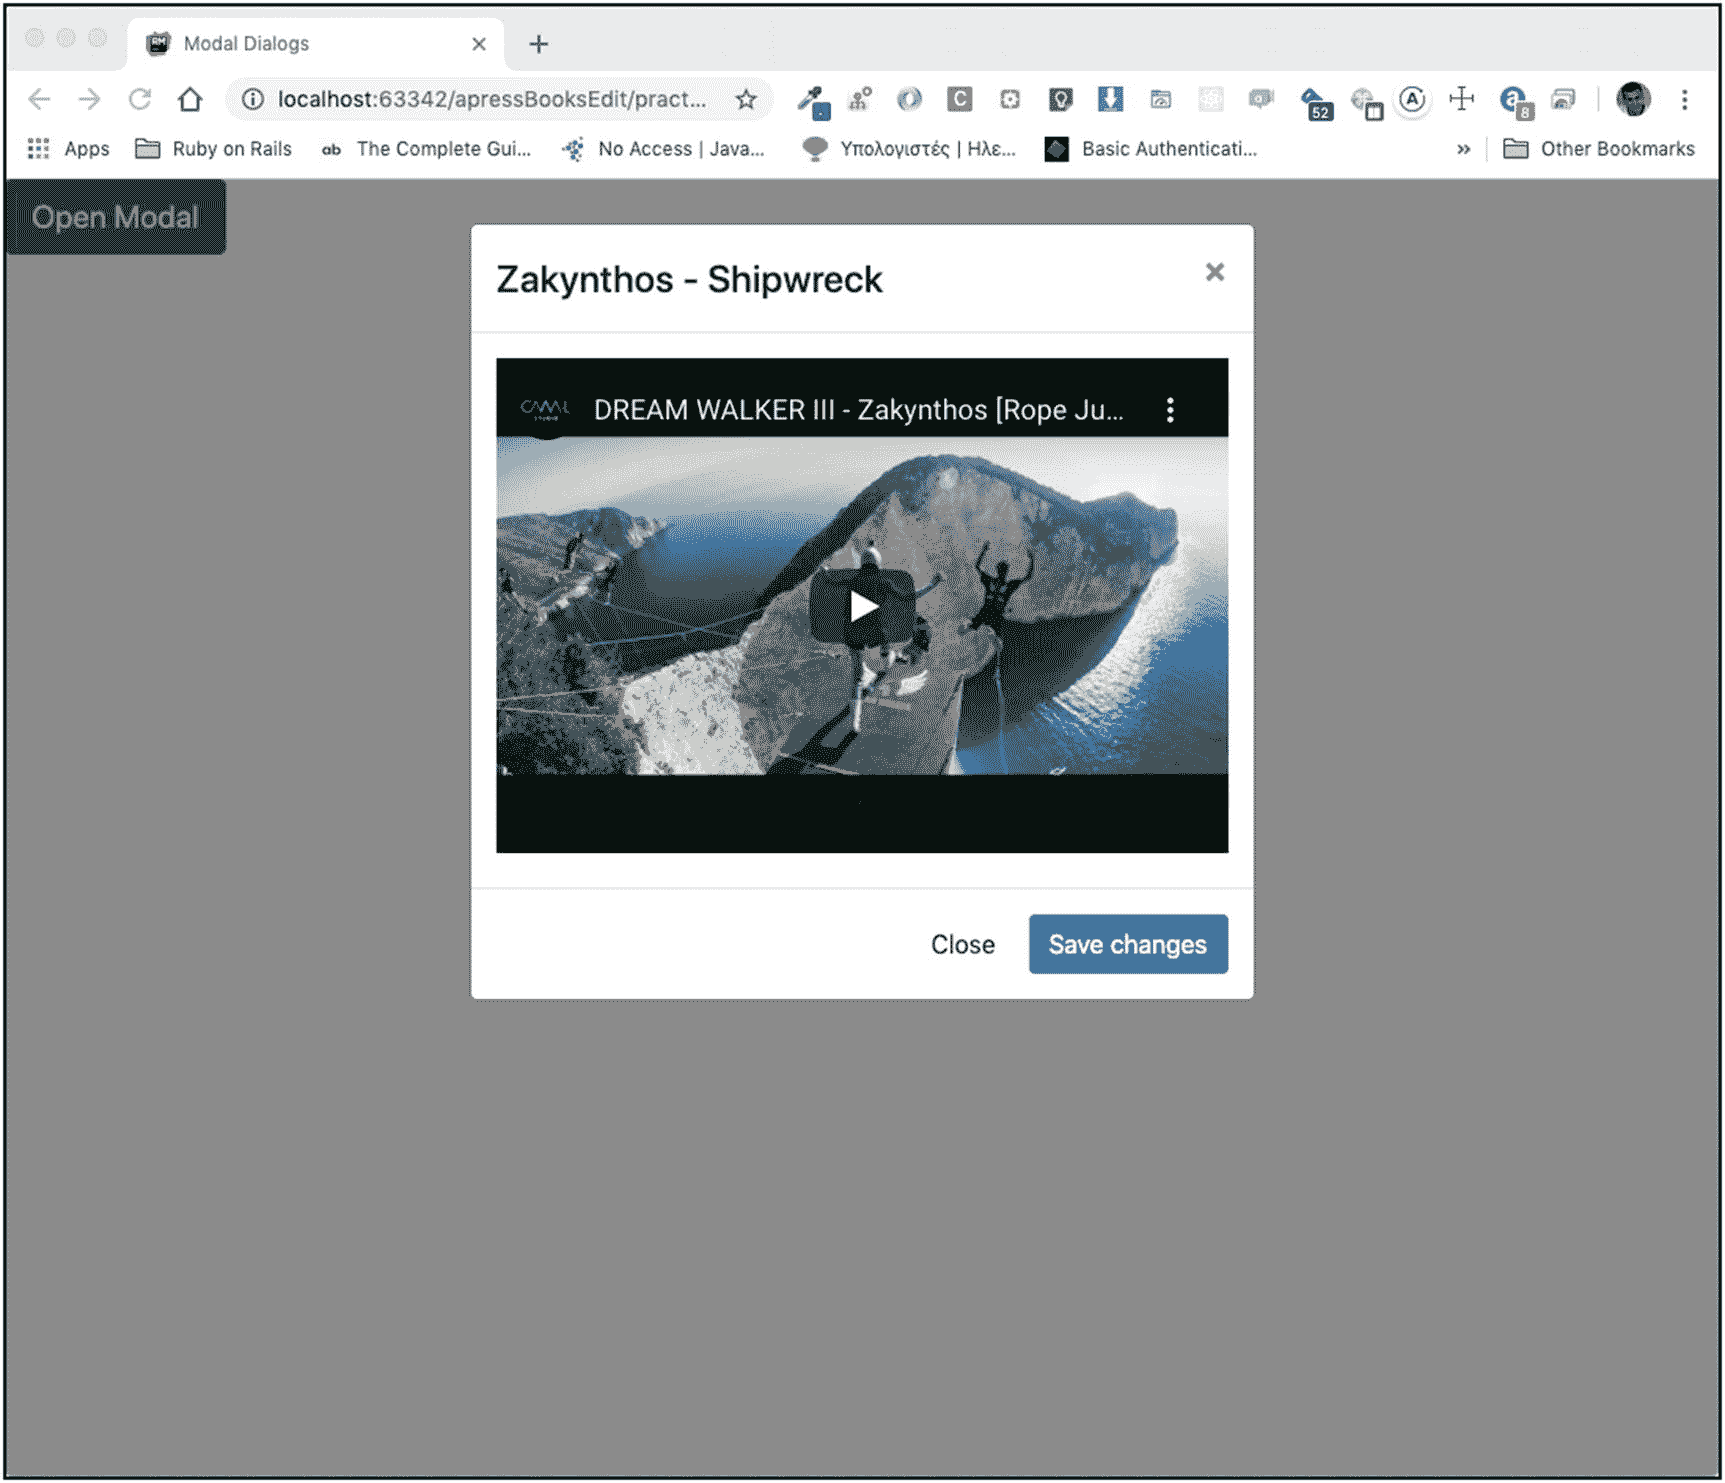 Modal Dialogs
localhost:63342/apressBooksEdit/pract...
52
8
Apps Ruby on Rails ab The Complete Gui... No Access | Java... Υπολογιστές | Ηλε... Basic Authenticati... » Other Bookmarks
Open Modal
Zakynthos - Shipwreck ×
DREAM WALKER III - Zakynthos [Rope Ju...
Close Save changes